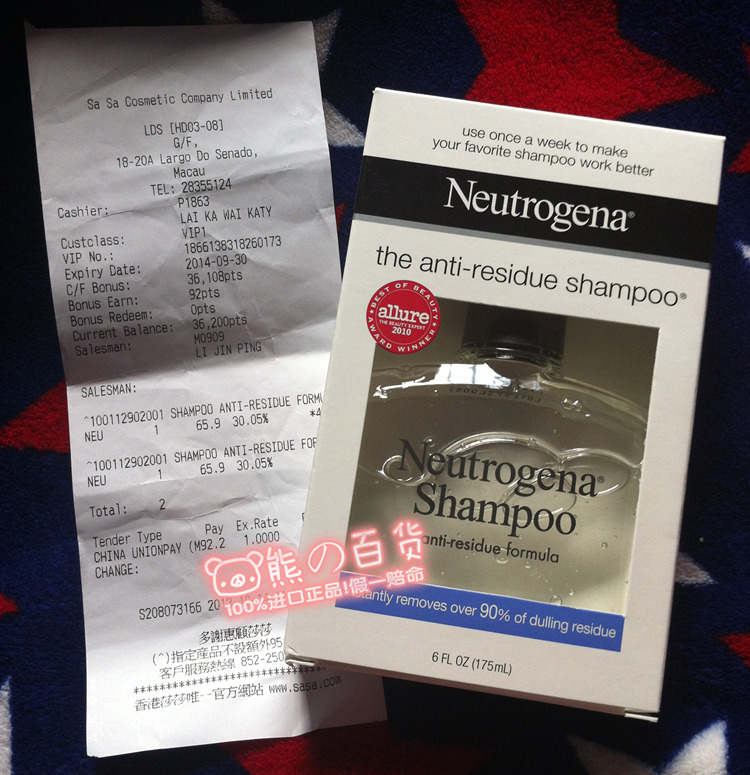 Sa Sa Cosmetic Company Limited
LDS [HD03-08]
G/F,
18-20A Largo Do Senado,
Macau
TEL: 28355124
Cashier: P1863
LAI KA WAI KATY
Custclass: VIP1
VIP No.: 1866138318260173
Expiry Date: 2014-09-30
C/F Bonus: 36,108pts
Bonus Earn: 92pts
Bonus Redeem: 0pts
Current Balance: 36,200pts
Salesman: M0909
LI JIN PING
SALESMAN:
^100112902001 SHAMPOO ANTI-RESIDUE FORMU
NEU 1 65.9 30.05% *4
^100112902001 SHAMPOO ANTI-RESIDUE FOR
NEU 1 65.9 30.05%
Total: 2
Tender Type Pay Ex.Rate
CHINA UNIONPAY (M92.2 1.0000
CHANGE:
S208073166
多謝惠顧莎莎
(^)指定產品不設額外95
客戶服務熱線 852-250
********************
香港莎莎唯一官方網站 www.sasa.com
use once a week to make
your favorite shampoo work better
Neutrogena®
the anti-residue shampoo®
BEST OF BEAUTY
allure
THE BEAUTY EXPERT
2010
AWARD WINNER
Neutrogena®
Shampoo
anti-residue formula
instantly removes over 90% of dulling residue
6 FL OZ (175mL)
熊の百货
100%进口正品!假一赔命